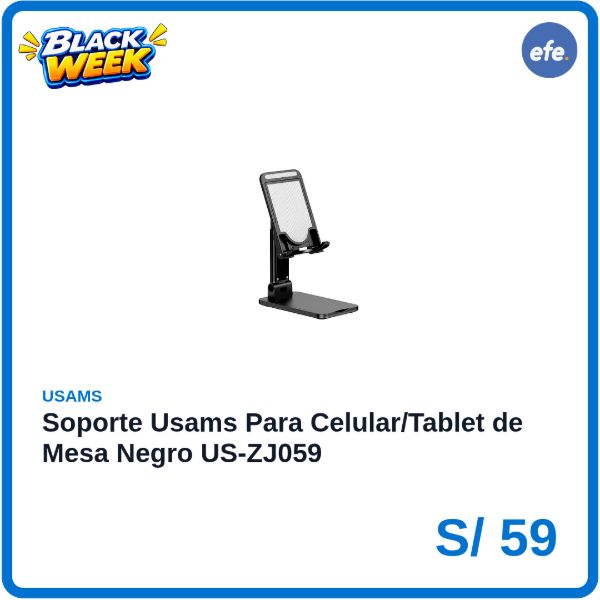 BLACK
WEEK
efe.
USAMS
Soporte Usams Para Celular/Tablet de
Mesa Negro US-ZJ059
S/ 59